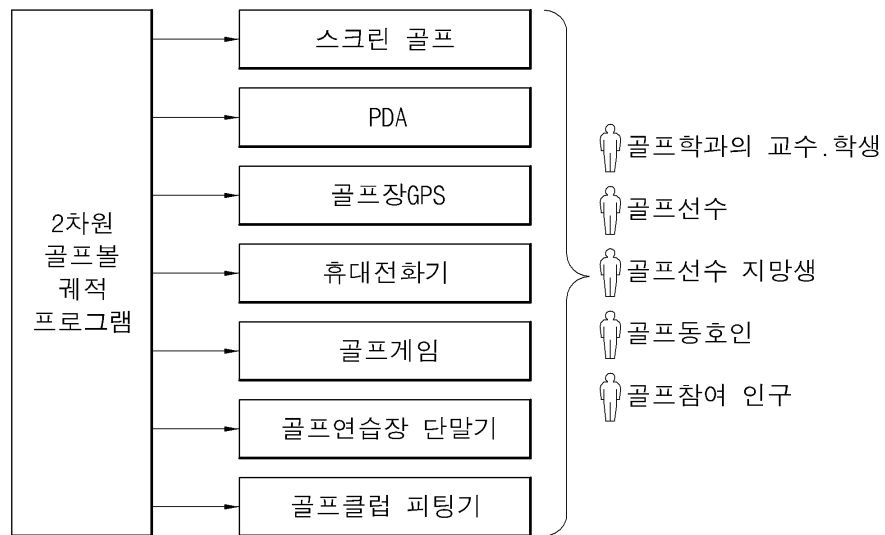 2차원
골프볼
궤적
프로그램
스크린 골프
PDA
골프장GPS
휴대전화기
골프게임
골프연습장 단말기
골프클럽 피팅기
골프학과의 교수.학생
골프선수
골프선수 지망생
골프동호인
골프참여 인구